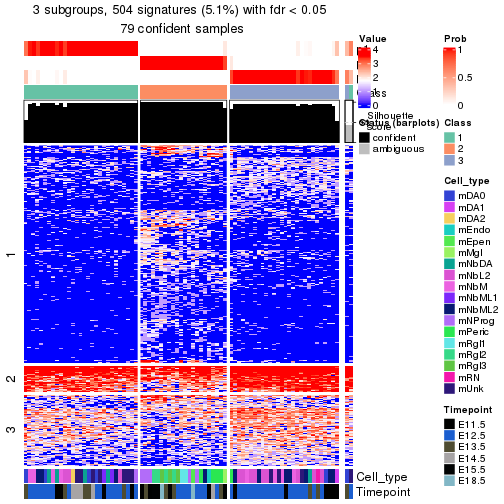 3 subgroups, 504 signatures (5.1%) with fdr < 0.05
79 confident samples
1
2
3
Cell_type
Timepoint
Value
4
3
2
1
0
Class
Silhouette
score
Status (barplots)
confident
ambiguous
Prob
1
0.5
0
Class
1
2
3
Cell_type
mDA0
mDA1
mDA2
mEndo
mEpen
mMgl
mNbDA
mNbL2
mNbM
mNbML1
mNbML2
mNProg
mPeric
mRgl1
mRgl2
mRgl3
mRN
mUnk
Timepoint
E11.5
E12.5
E13.5
E14.5
E15.5
E18.5